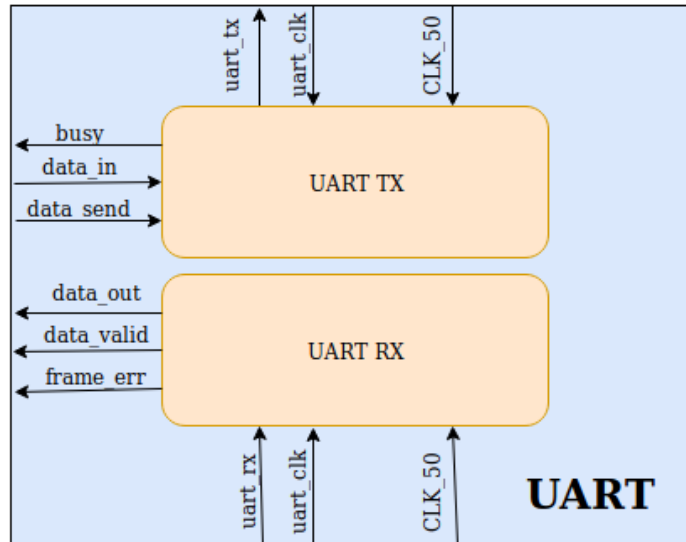 uart_tx
uart_clk
CLK_50
busy
data_in
data_send
UART TX
data_out
data_valid
frame_err
UART RX
uart_rx
uart_clk
CLK_50
UART